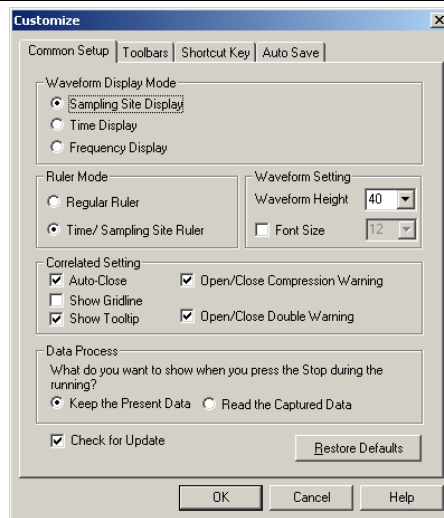 Customize
Common Setup Toolbars Shortcut Key Auto Save
Waveform Display Mode
Sampling Site Display
Time Display
Frequency Display
Ruler Mode
Regular Ruler
Time/ Sampling Site Ruler
Waveform Setting
Waveform Height 40
Font Size 12
Correlated Setting
Auto-Close
Open/Close Compression Warning
Show Gridline
Show Tooltip
Open/Close Double Warning
Data Process
What do you want to show when you press the Stop during the
running?
Keep the Present Data Read the Captured Data
Check for Update
Restore Defaults
OK Cancel Help